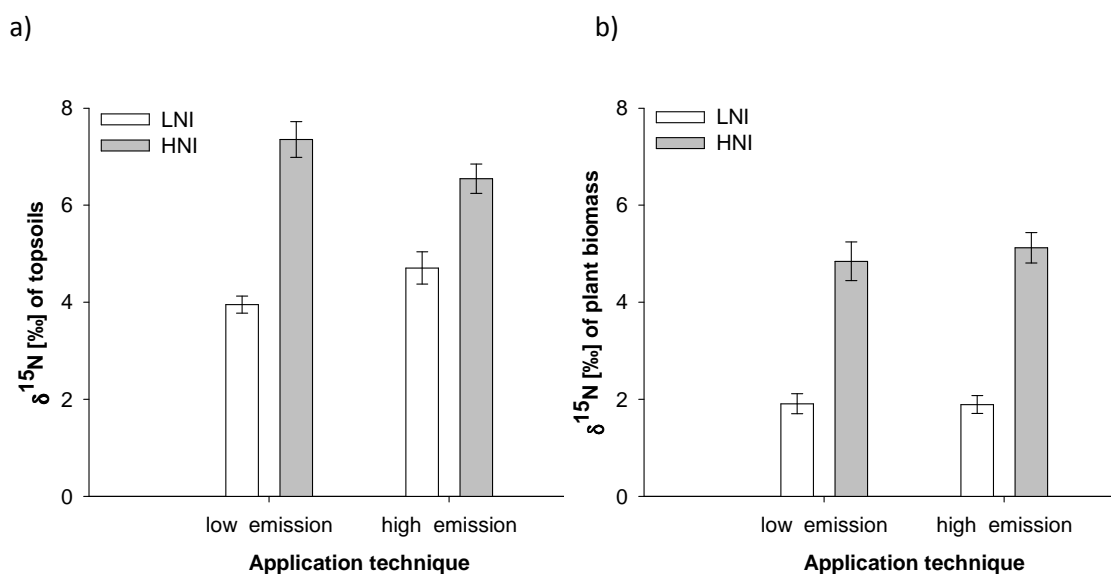 a)
8
6
4
2
0
LNI
HNI
δ¹⁵N [‰] of topsoils
low emission
high emission
Application technique
b)
8
6
4
2
0
LNI
HNI
δ¹⁵N [‰] of plant biomass
low emission
high emission
Application technique